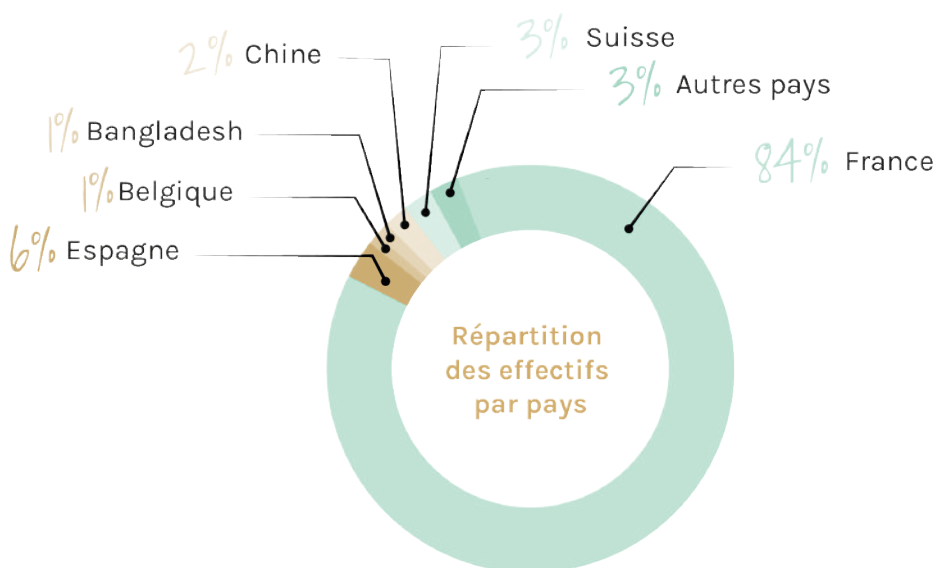 3% Suisse
2% Chine
3% Autres pays
1% Bangladesh
84% France
1% Belgique
6% Espagne
Répartition
des effectifs
par pays